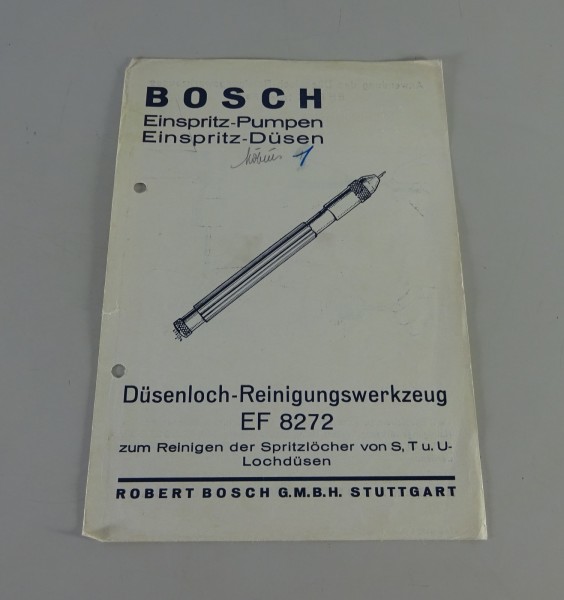 BOSCH
Einspritz-Pumpen
Einspritz-Düsen
1
Düsenloch-Reinigungswerkzeug
EF 8272
zum Reinigen der Spritzlöcher von S, T u. U-
Lochdüsen
ROBERT BOSCH G.M.B.H. STUTTGART